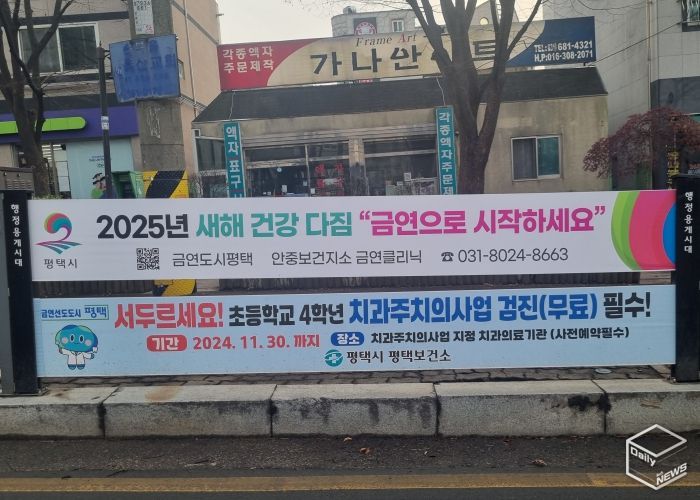 각종액자
주문제작
Frame Art
가나안
TEL: 681-4321
H.P:016-308-2071
액자 표구
각종액자주문제
행정용게시대
행정용게시대
평택시
2025년 새해 건강 다짐 “금연으로 시작하세요”
금연도시평택 안중보건지소 금연클리닉 ☎ 031-8024-8663
금연선도도시 평택
서두르세요! 초등학교 4학년 치과주치의사업 검진(무료) 필수!
기간 2024. 11. 30. 까지 장소 치과주치의사업 지정 치과의료기관 (사전예약필수)
평택시 평택보건소
Daily
NEWS